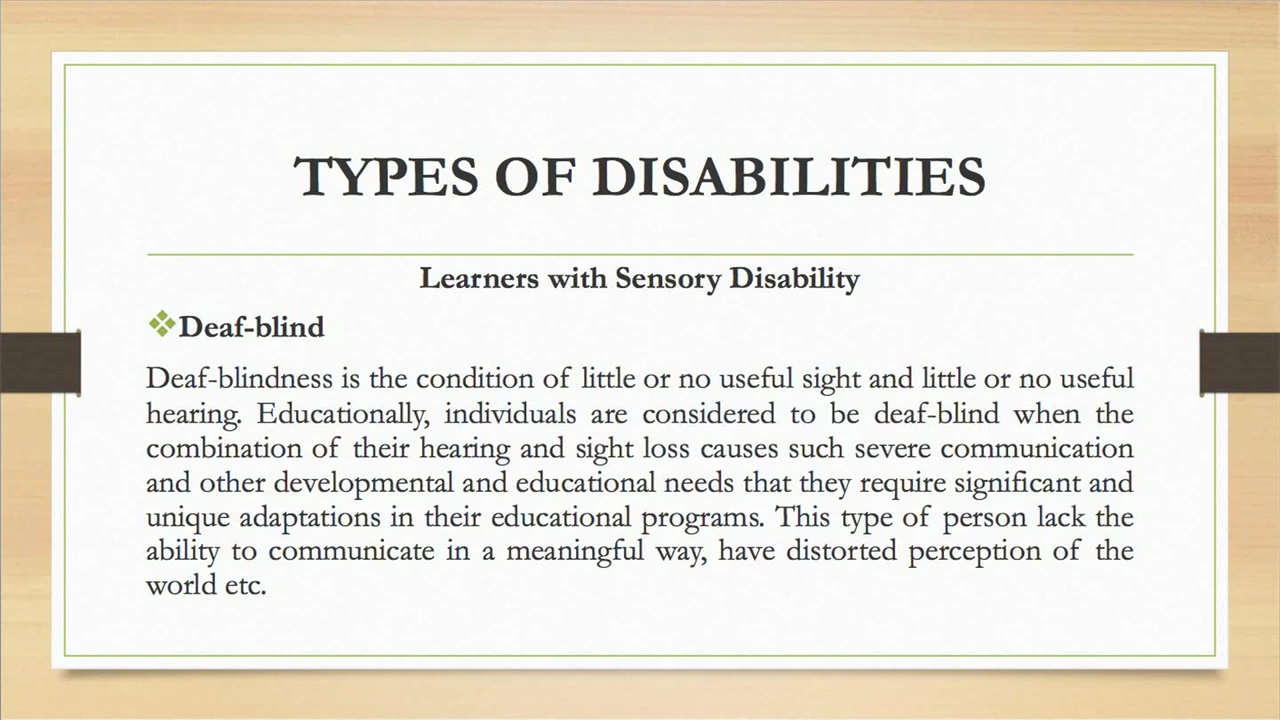 TYPES OF DISABILITIES
Learners with Sensory Disability
Deaf-blind
Deaf-blindness is the condition of little or no useful sight and little or no useful
hearing. Educationally, individuals are considered to be deaf-blind when the
combination of their hearing and sight loss causes such severe communication
and other developmental and educational needs that they require significant and
unique adaptations in their educational programs. This type of person lack the
ability to communicate in a meaningful way, have distorted perception of the
world etc.